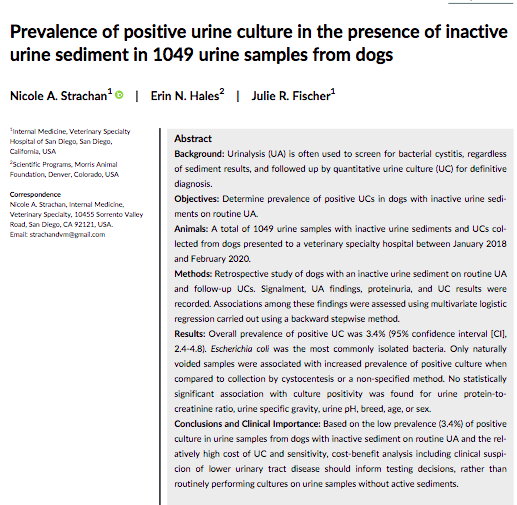 Prevalence of positive urine culture in the presence of inactive
urine sediment in 1049 urine samples from dogs
Nicole A. Strachan1 | Erin N. Hales2 | Julie R. Fischer1
1Internal Medicine, Veterinary Specialty
Hospital of San Diego, San Diego,
California, USA
2Scientific Programs, Morris Animal
Foundation, Denver, Colorado, USA
Correspondence
Nicole A. Strachan, Internal Medicine,
Veterinary Specialty, 10455 Sorrento Valley
Road, San Diego, CA 92121, USA.
Email: strachandvm@gmail.com
Abstract
Background: Urinalysis (UA) is often used to screen for bacterial cystitis, regardless
of sediment results, and followed up by quantitative urine culture (UC) for definitive
diagnosis.
Objectives: Determine prevalence of positive UCs in dogs with inactive urine sedi-
ments on routine UA.
Animals: A total of 1049 urine samples with inactive urine sediments and UCs col-
lected from dogs presented to a veterinary specialty hospital between January 2018
and February 2020.
Methods: Retrospective study of dogs with an inactive urine sediment on routine UA
and follow-up UCs. Signalment, UA findings, proteinuria, and UC results were
recorded. Associations among these findings were assessed using multivariate logistic
regression carried out using a backward stepwise method.
Results: Overall prevalence of positive UC was 3.4% (95% confidence interval [CI],
2.4-4.8). Escherichia coli was the most commonly isolated bacteria. Only naturally
voided samples were associated with increased prevalence of positive culture when
compared to collection by cystocentesis or a non-specified method. No statistically
significant association with culture positivity was found for urine protein-to-
creatinine ratio, urine specific gravity, urine pH, breed, age, or sex.
Conclusions and Clinical Importance: Based on the low prevalence (3.4%) of positive
culture in urine samples from dogs with inactive sediment on routine UA and the rel-
atively high cost of UC and sensitivity, cost-benefit analysis including clinical suspi-
cion of lower urinary tract disease should inform testing decisions, rather than
routinely performing cultures on urine samples without active sediments.